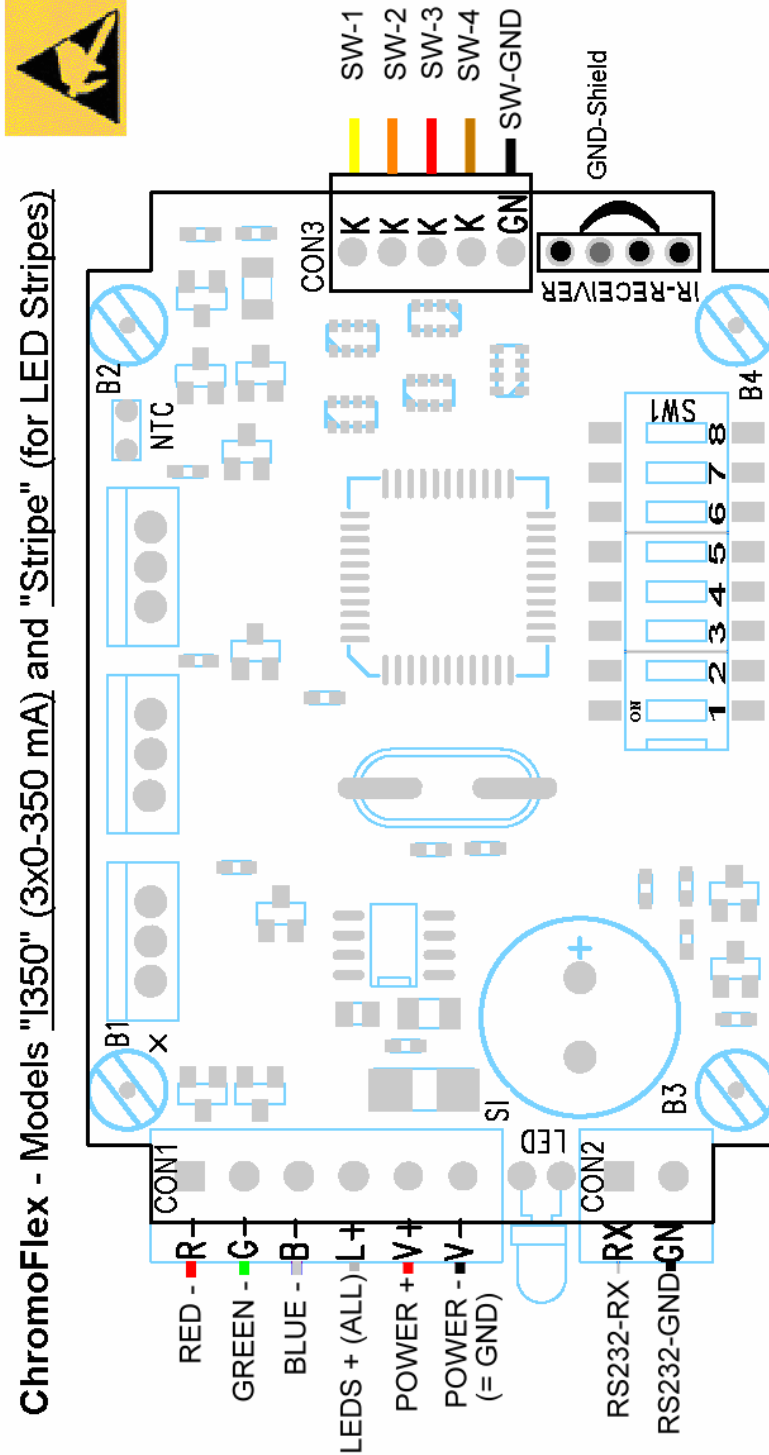 ChromoFlex - Models "I350" (3x0-350 mA) and "Stripe" (for LED Stripes)
B1
X
B2
NTC
CON1
RED -
R-
GREEN -
G-
BLUE -
B-
LEDS + (ALL)
L+
POWER +
V+
POWER -
(= GND)
V-
SI
LED
CON2
RS232-RX
RX
RS232-GND
GN
B3
CON3
K
SW-1
K
SW-2
K
SW-3
K
SW-4
GN
SW-GND
IR-RECEIVER
GND-Shield
SW1
ON
1 2 3 4 5 6 7 8
B4